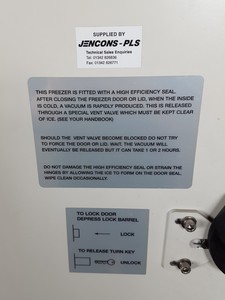 SUPPLIED BY
JENCONS-PLS
Technical Sales Enquiries
THIS FREEZER IS FITTED WITH A HIGH EFFICIENCY SEAL.
AFTER CLOSING THE FREEZER DOOR OR LID, WHEN THE INSIDE
IS COLD, A VACUUM IS RAPIDLY PRODUCED. THIS IS RELEASED
THROUGH A SPECIAL VENT VALVE WHICH MUST BE KEPT CLEAR
OF ICE. (SEE YOUR HANDBOOK)
SHOULD THE VENT VALVE BECOME BLOCKED DO NOT TRY
TO FORCE THE DOOR OR LID. WAIT, THE VACUUM WILL
EVENTUALLY BE RELEASED BUT IT CAN TAKE 1 OR 2 HOURS.
DO NOT DAMAGE THE HIGH EFFICIENCY SEAL OR STRAIN THE
HINGES BY ALLOWING THE ICE TO FORM ON THE DOOR SEAL.
WIPE CLEAN OCCASIONALLY.
TO LOCK DOOR
DEPRESS LOCK BARREL
LOCK
TO RELEASE TURN KEY
UNLOCK